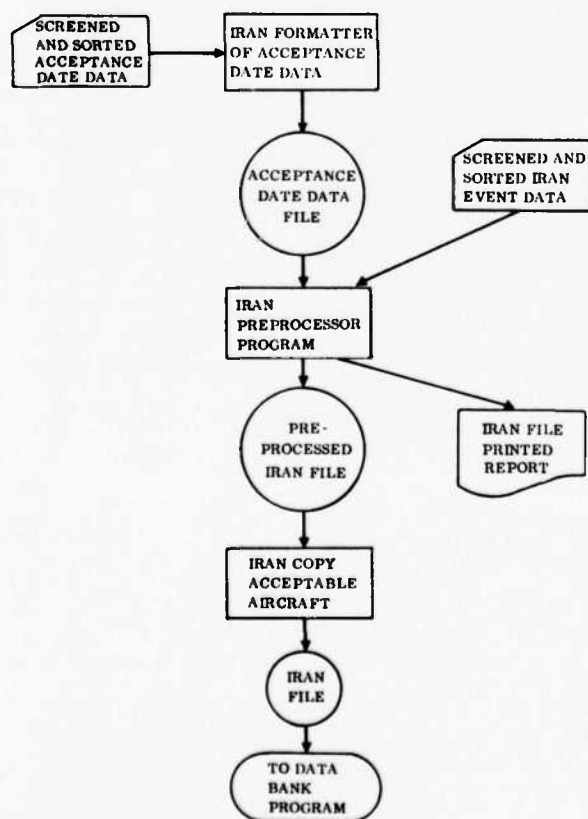 SCREENED
AND SORTED
ACCEPTANCE
DATE DATA
IRAN FORMATTER
OF ACCEPTANCE
DATE DATA
ACCEPTANCE
DATE DATA
FILE
SCREENED AND
SORTED IRAN
EVENT DATA
IRAN
PREPROCESSOR
PROGRAM
PRE-
PROCESSED
IRAN FILE
IRAN FILE
PRINTED
REPORT
IRAN COPY
ACCEPTABLE
AIRCRAFT
IRAN
FILE
TO DATA
BANK
PROGRAM